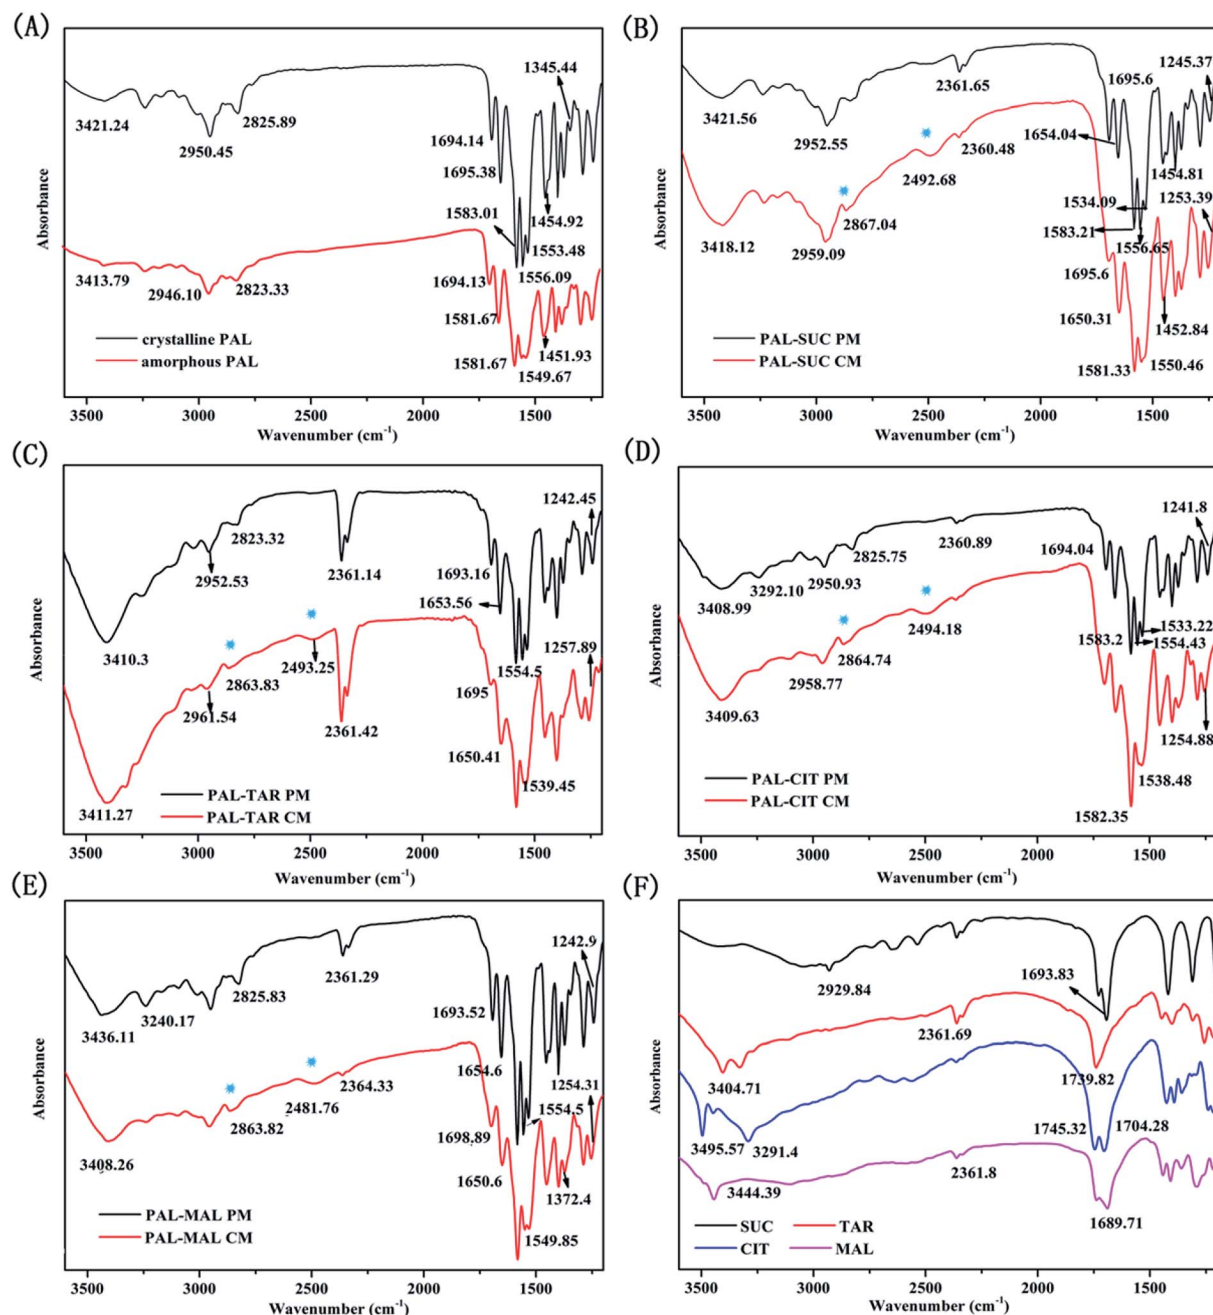 (A)
1345.44
3421.24
2825.89
2950.45
1694.14
1695.38
1583.01
1454.92
1553.48
1556.09
3413.79
2946.10
2823.33
1694.13
1581.67
1581.67
1451.93
1549.67
crystalline PAL
amorphous PAL
Absorbance
3500 3000 2500 2000 1500
Wavenumber (cm⁻¹)
(B)
1245.37
2361.65
1695.6
3421.56
2952.55
1654.04
2360.48
2492.68
1454.81
2867.04
1534.09
1253.39
3418.12
2959.09
1583.21
1556.65
1695.6
1650.31
1452.84
1581.33
1550.46
PAL-SUC PM
PAL-SUC CM
Absorbance
3500 3000 2500 2000 1500
Wavenumber (cm⁻¹)
(C)
1242.45
2823.32
2952.53
2361.14
1693.16
1653.56
3410.3
1554.5
1257.89
2863.83
2493.25
2961.54
1695
2361.42
1650.41
1539.45
3411.27
PAL-TAR PM
PAL-TAR CM
Absorbance
3500 3000 2500 2000 1500
Wavenumber (cm⁻¹)
(D)
1241.8
2825.75
2360.89
1694.04
3408.99
3292.10
2950.93
2494.18
1583.2
1533.22
1554.43
2864.74
2958.77
3409.63
1254.88
1538.48
1582.35
PAL-CIT PM
PAL-CIT CM
Absorbance
3500 3000 2500 2000 1500
Wavenumber (cm⁻¹)
(E)
1242.9
2825.83
2361.29
3436.11
3240.17
1693.52
1654.6
1254.31
2364.33
2481.76
2863.82
1554.5
1698.89
3408.26
1650.6
1372.4
1549.85
PAL-MAL PM
PAL-MAL CM
Absorbance
3500 3000 2500 2000 1500
Wavenumber (cm⁻¹)
(F)
2929.84
1693.83
2361.69
3404.71
1739.82
1745.32
1704.28
3495.57
3291.4
3444.39
2361.8
1689.71
SUC TAR
CIT MAL
Absorbance
3500 3000 2500 2000 1500
Wavenumber (cm⁻¹)